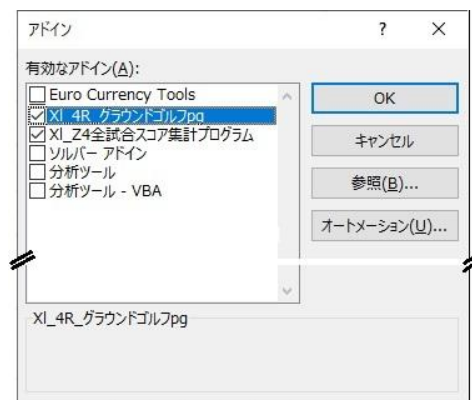 アドイン ? ×
有効なアドイン(A):
Euro Currency Tools
Xl_4R_グラウンドゴルフpg
Xl_Z4全試合スコア集計プログラム
ソルバー アドイン
分析ツール
分析ツール - VBA
OK
キャンセル
参照(B)...
オートメーション(U)...
Xl_4R_グラウンドゴルフpg